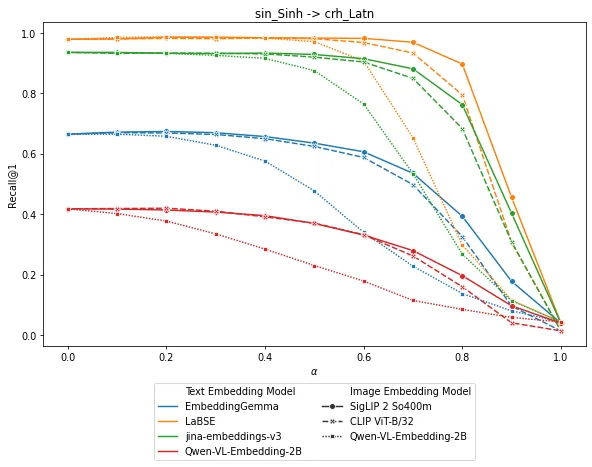 sin_Sinh -> crh_Latn
1.0
0.8
0.6
0.4
0.2
0.0
Recall@1
0.0 0.2 0.4 0.6 0.8 1.0
α
Text Embedding Model
EmbeddingGemma
LaBSE
jina-embeddings-v3
Qwen-VL-Embedding-2B
Image Embedding Model
SigLIP 2 So400m
CLIP ViT-B/32
Qwen-VL-Embedding-2B